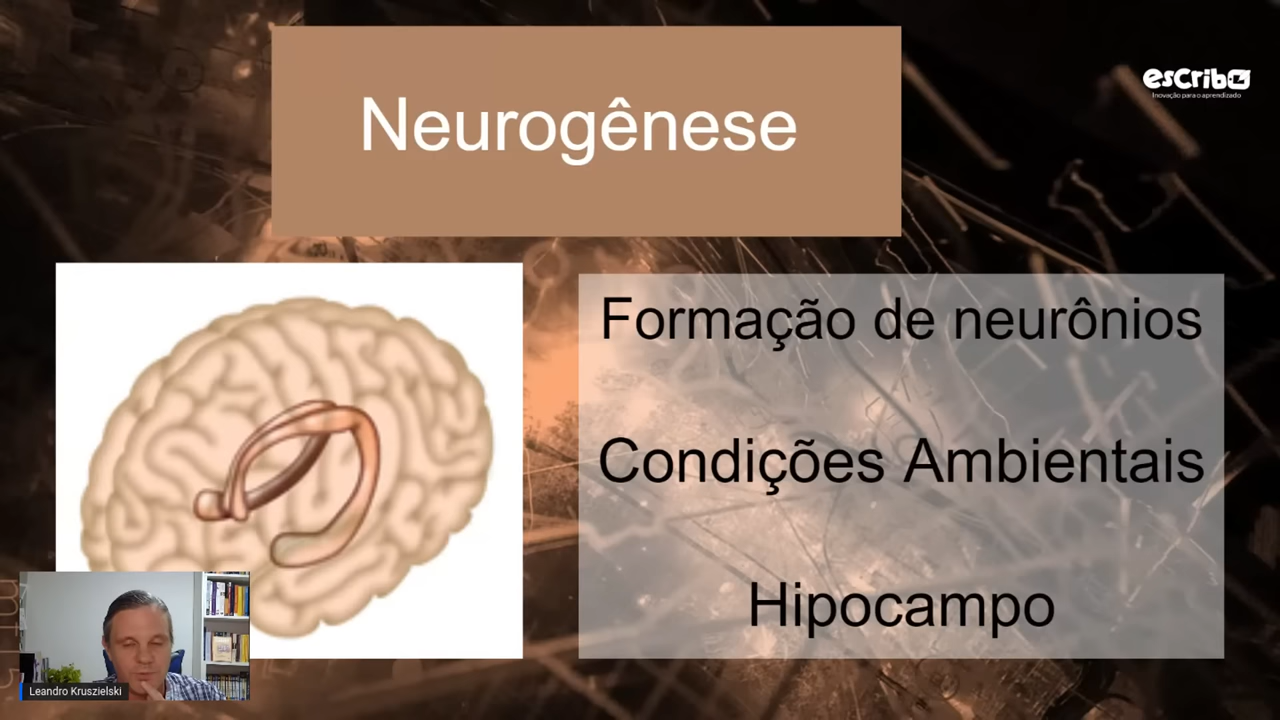 Neurogênese
escribo
Inovação para o aprendizado
Formação de neurônios
Condições Ambientais
Hipocampo
Leandro Kruszielski